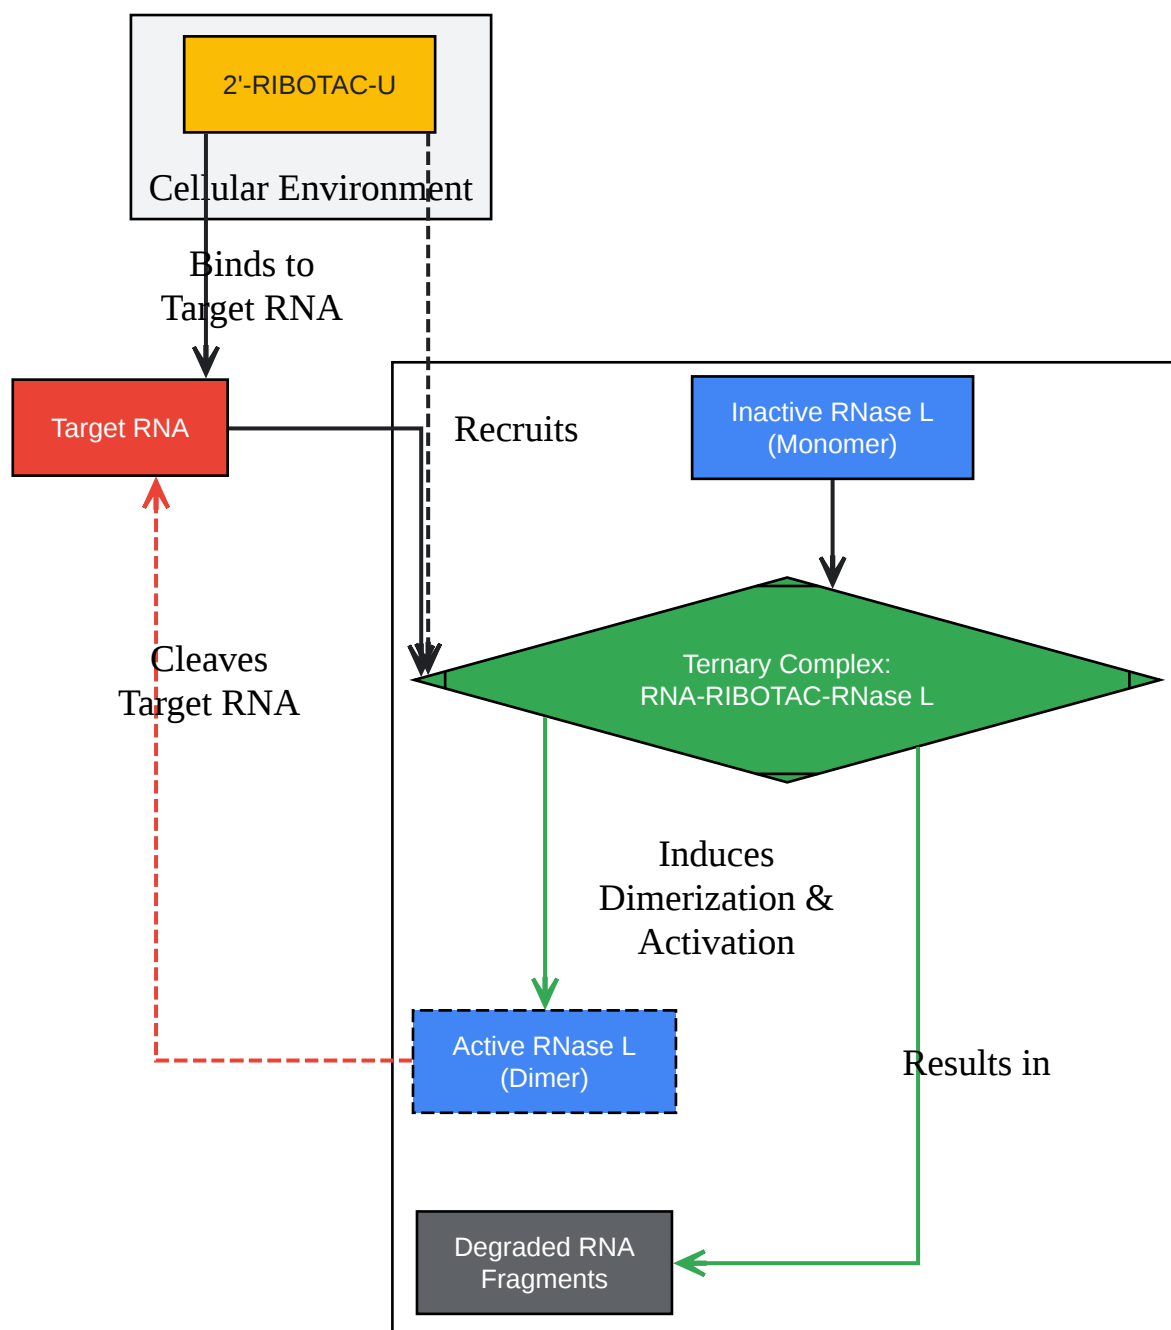 2'-RIBOTAC-U
Cellular Environment
Binds to
Target RNA
Target RNA
Recruits
Inactive RNase L
(Monomer)
Cleaves
Target RNA
Ternary Complex:
RNA-RIBOTAC-RNase L
Induces
Dimerization &
Activation
Active RNase L
(Dimer)
Results in
Degraded RNA
Fragments